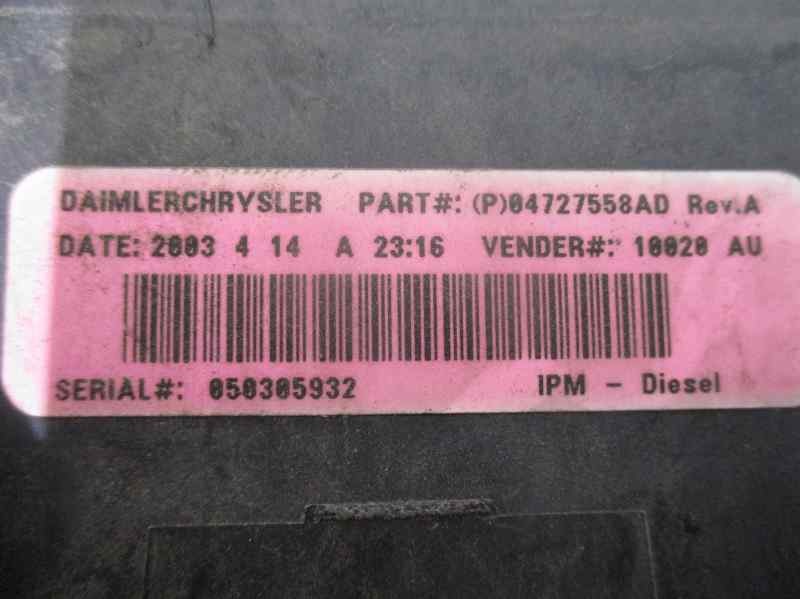 DAIMLERCHRYSLER PART#: (P)04727558AD Rev.A
DATE: 2003 4 14 A 23:16 VENDER#: 10020 AU
SERIAL#: 050305932 IPM - Diesel